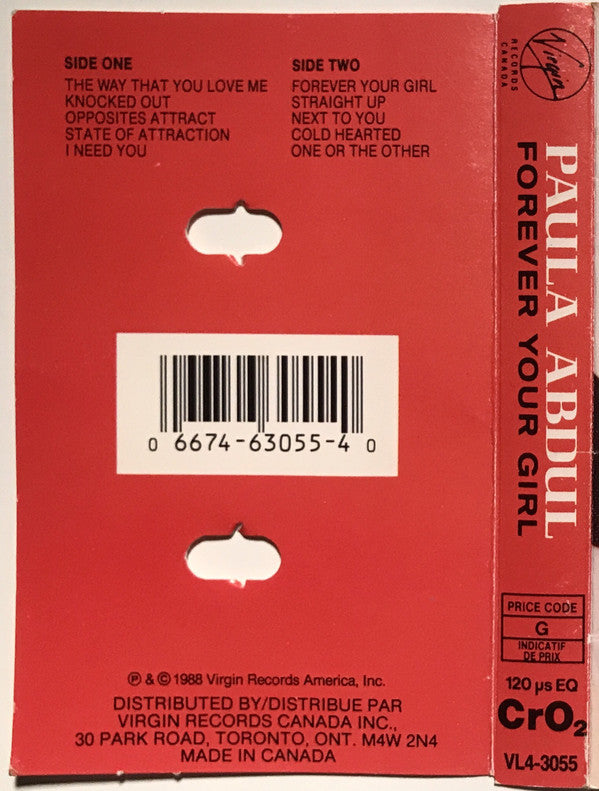 SIDE ONE
THE WAY THAT YOU LOVE ME
KNOCKED OUT
OPPOSITES ATTRACT
STATE OF ATTRACTION
I NEED YOU
SIDE TWO
FOREVER YOUR GIRL
STRAIGHT UP
NEXT TO YOU
COLD HEARTED
ONE OR THE OTHER
0 6674-63055-4 0
℗ & © 1988 Virgin Records America, Inc.
DISTRIBUTED BY/DISTRIBUE PAR
VIRGIN RECORDS CANADA INC.,
30 PARK ROAD, TORONTO, ONT. M4W 2N4
MADE IN CANADA
Virgin
RECORDS
CANADA
PAULA ABDUL
FOREVER YOUR GIRL
PRICE CODE
G
INDICATIF
DE PRIX
120 µs EQ
CrO₂
VL4-3055